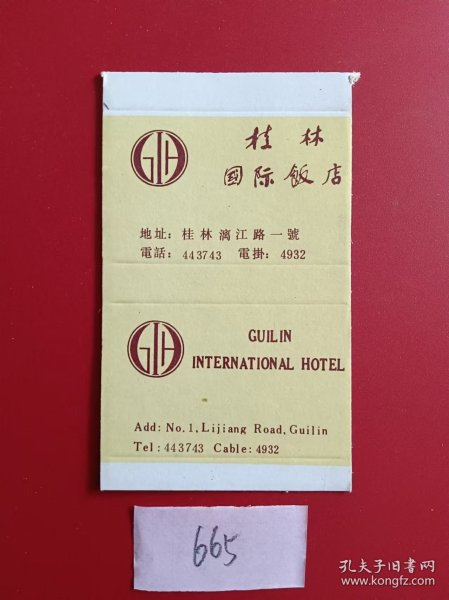 GIH
桂林
國际飯店
地址: 桂林漓江路一號
電話: 443743 電掛: 4932
GIH
GUILIN
INTERNATIONAL HOTEL
Add: No.1, Lijiang Road, Guilin
Tel: 443743 Cable: 4932
665
孔夫子旧书网
www.kongfz.com